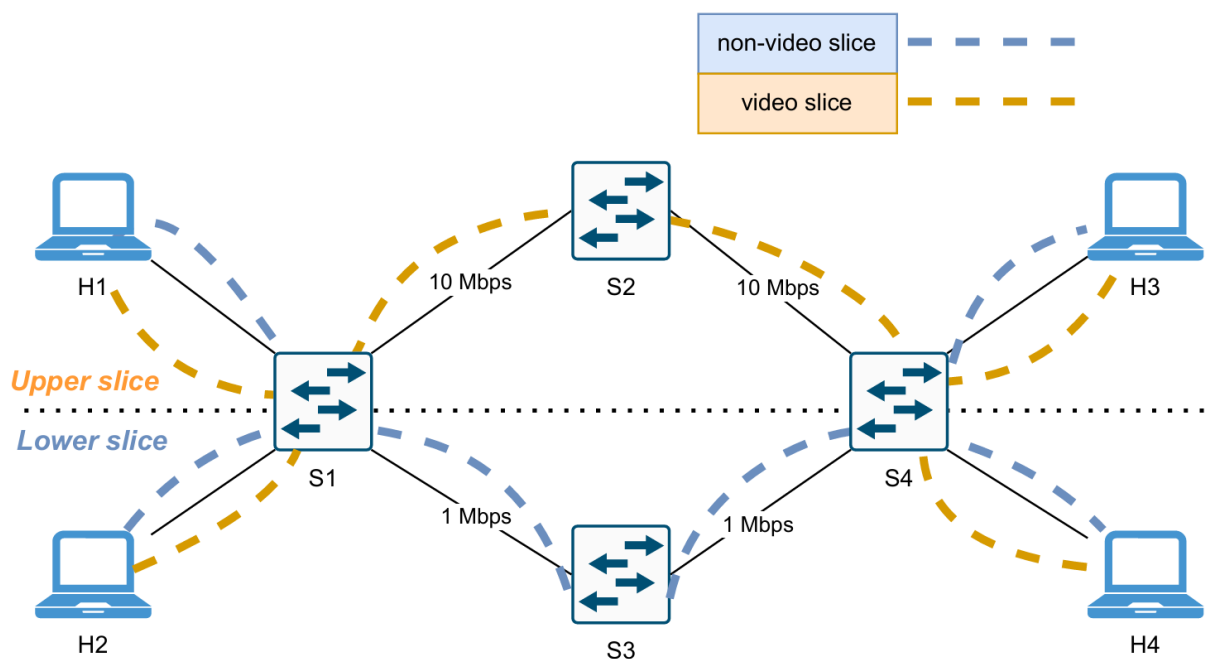 non-video slice
video slice
H1
S2
H3
10 Mbps
10 Mbps
Upper slice
Lower slice
S1
S4
1 Mbps
1 Mbps
H2
S3
H4